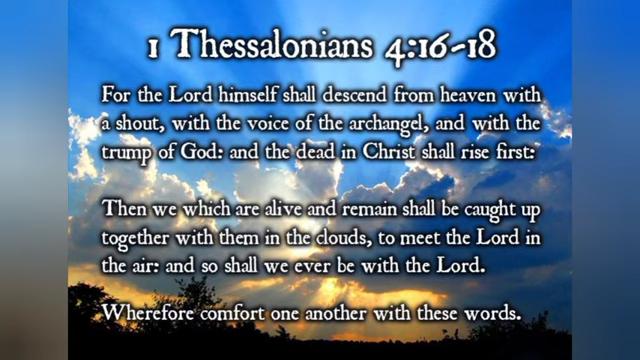 1 Thessalonians 4:16-18
For the Lord himself shall descend from heaven with
a shout, with the voice of the archangel, and with the
trump of God: and the dead in Christ shall rise first:
Then we which are alive and remain shall be caught up
together with them in the clouds, to meet the Lord in
the air: and so shall we ever be with the Lord.
Wherefore comfort one another with these words.